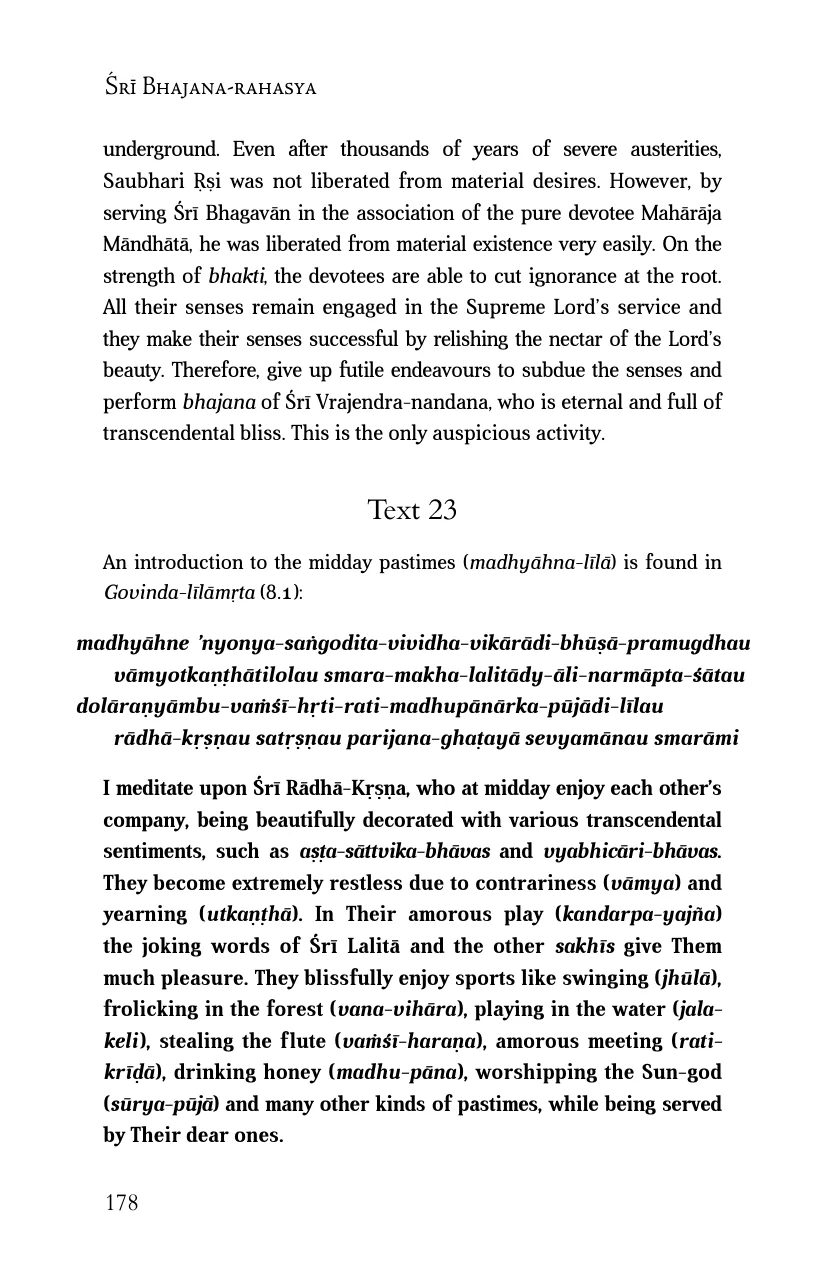 Śrī Bhajana-rahasya
underground. Even after thousands of years of severe austerities,
Saubhari Ṛṣi was not liberated from material desires. However, by
serving Śrī Bhagavān in the association of the pure devotee Mahārāja
Māndhātā, he was liberated from material existence very easily. On the
strength of bhakti, the devotees are able to cut ignorance at the root.
All their senses remain engaged in the Supreme Lord’s service and
they make their senses successful by relishing the nectar of the Lord’s
beauty. Therefore, give up futile endeavours to subdue the senses and
perform bhajana of Śrī Vrajendra-nandana, who is eternal and full of
transcendental bliss. This is the only auspicious activity.
Text 23
An introduction to the midday pastimes (madhyāhna-līlā) is found in
Govinda-līlāmṛta (8.1):
madhyāhne ’nyonya-saṅgodita-vividha-vikārādi-bhūṣā-pramugdhau
vāmyotkaṇṭhātilolau smara-makha-lalitādy-āli-narmāpta-śātau
dolāraṇyāmbu-vaṁśī-hṛti-rati-madhupānārka-pūjādi-līlau
rādhā-kṛṣṇau satṛṣṇau parijana-ghaṭayā sevyamānau smarāmi
I meditate upon Śrī Rādhā-Kṛṣṇa, who at midday enjoy each other’s
company, being beautifully decorated with various transcendental
sentiments, such as aṣṭa-sāttvika-bhāvas and vyabhicāri-bhāvas.
They become extremely restless due to contrariness (vāmya) and
yearning (utkaṇṭhā). In Their amorous play (kandarpa-yajña)
the joking words of Śrī Lalitā and the other sakhīs give Them
much pleasure. They blissfully enjoy sports like swinging (jhūlā),
frolicking in the forest (vana-vihāra), playing in the water (jala-
keli), stealing the flute (vaṁśī-haraṇa), amorous meeting (rati-
krīḍā), drinking honey (madhu-pāna), worshipping the Sun-god
(sūrya-pūjā) and many other kinds of pastimes, while being served
by Their dear ones.
178